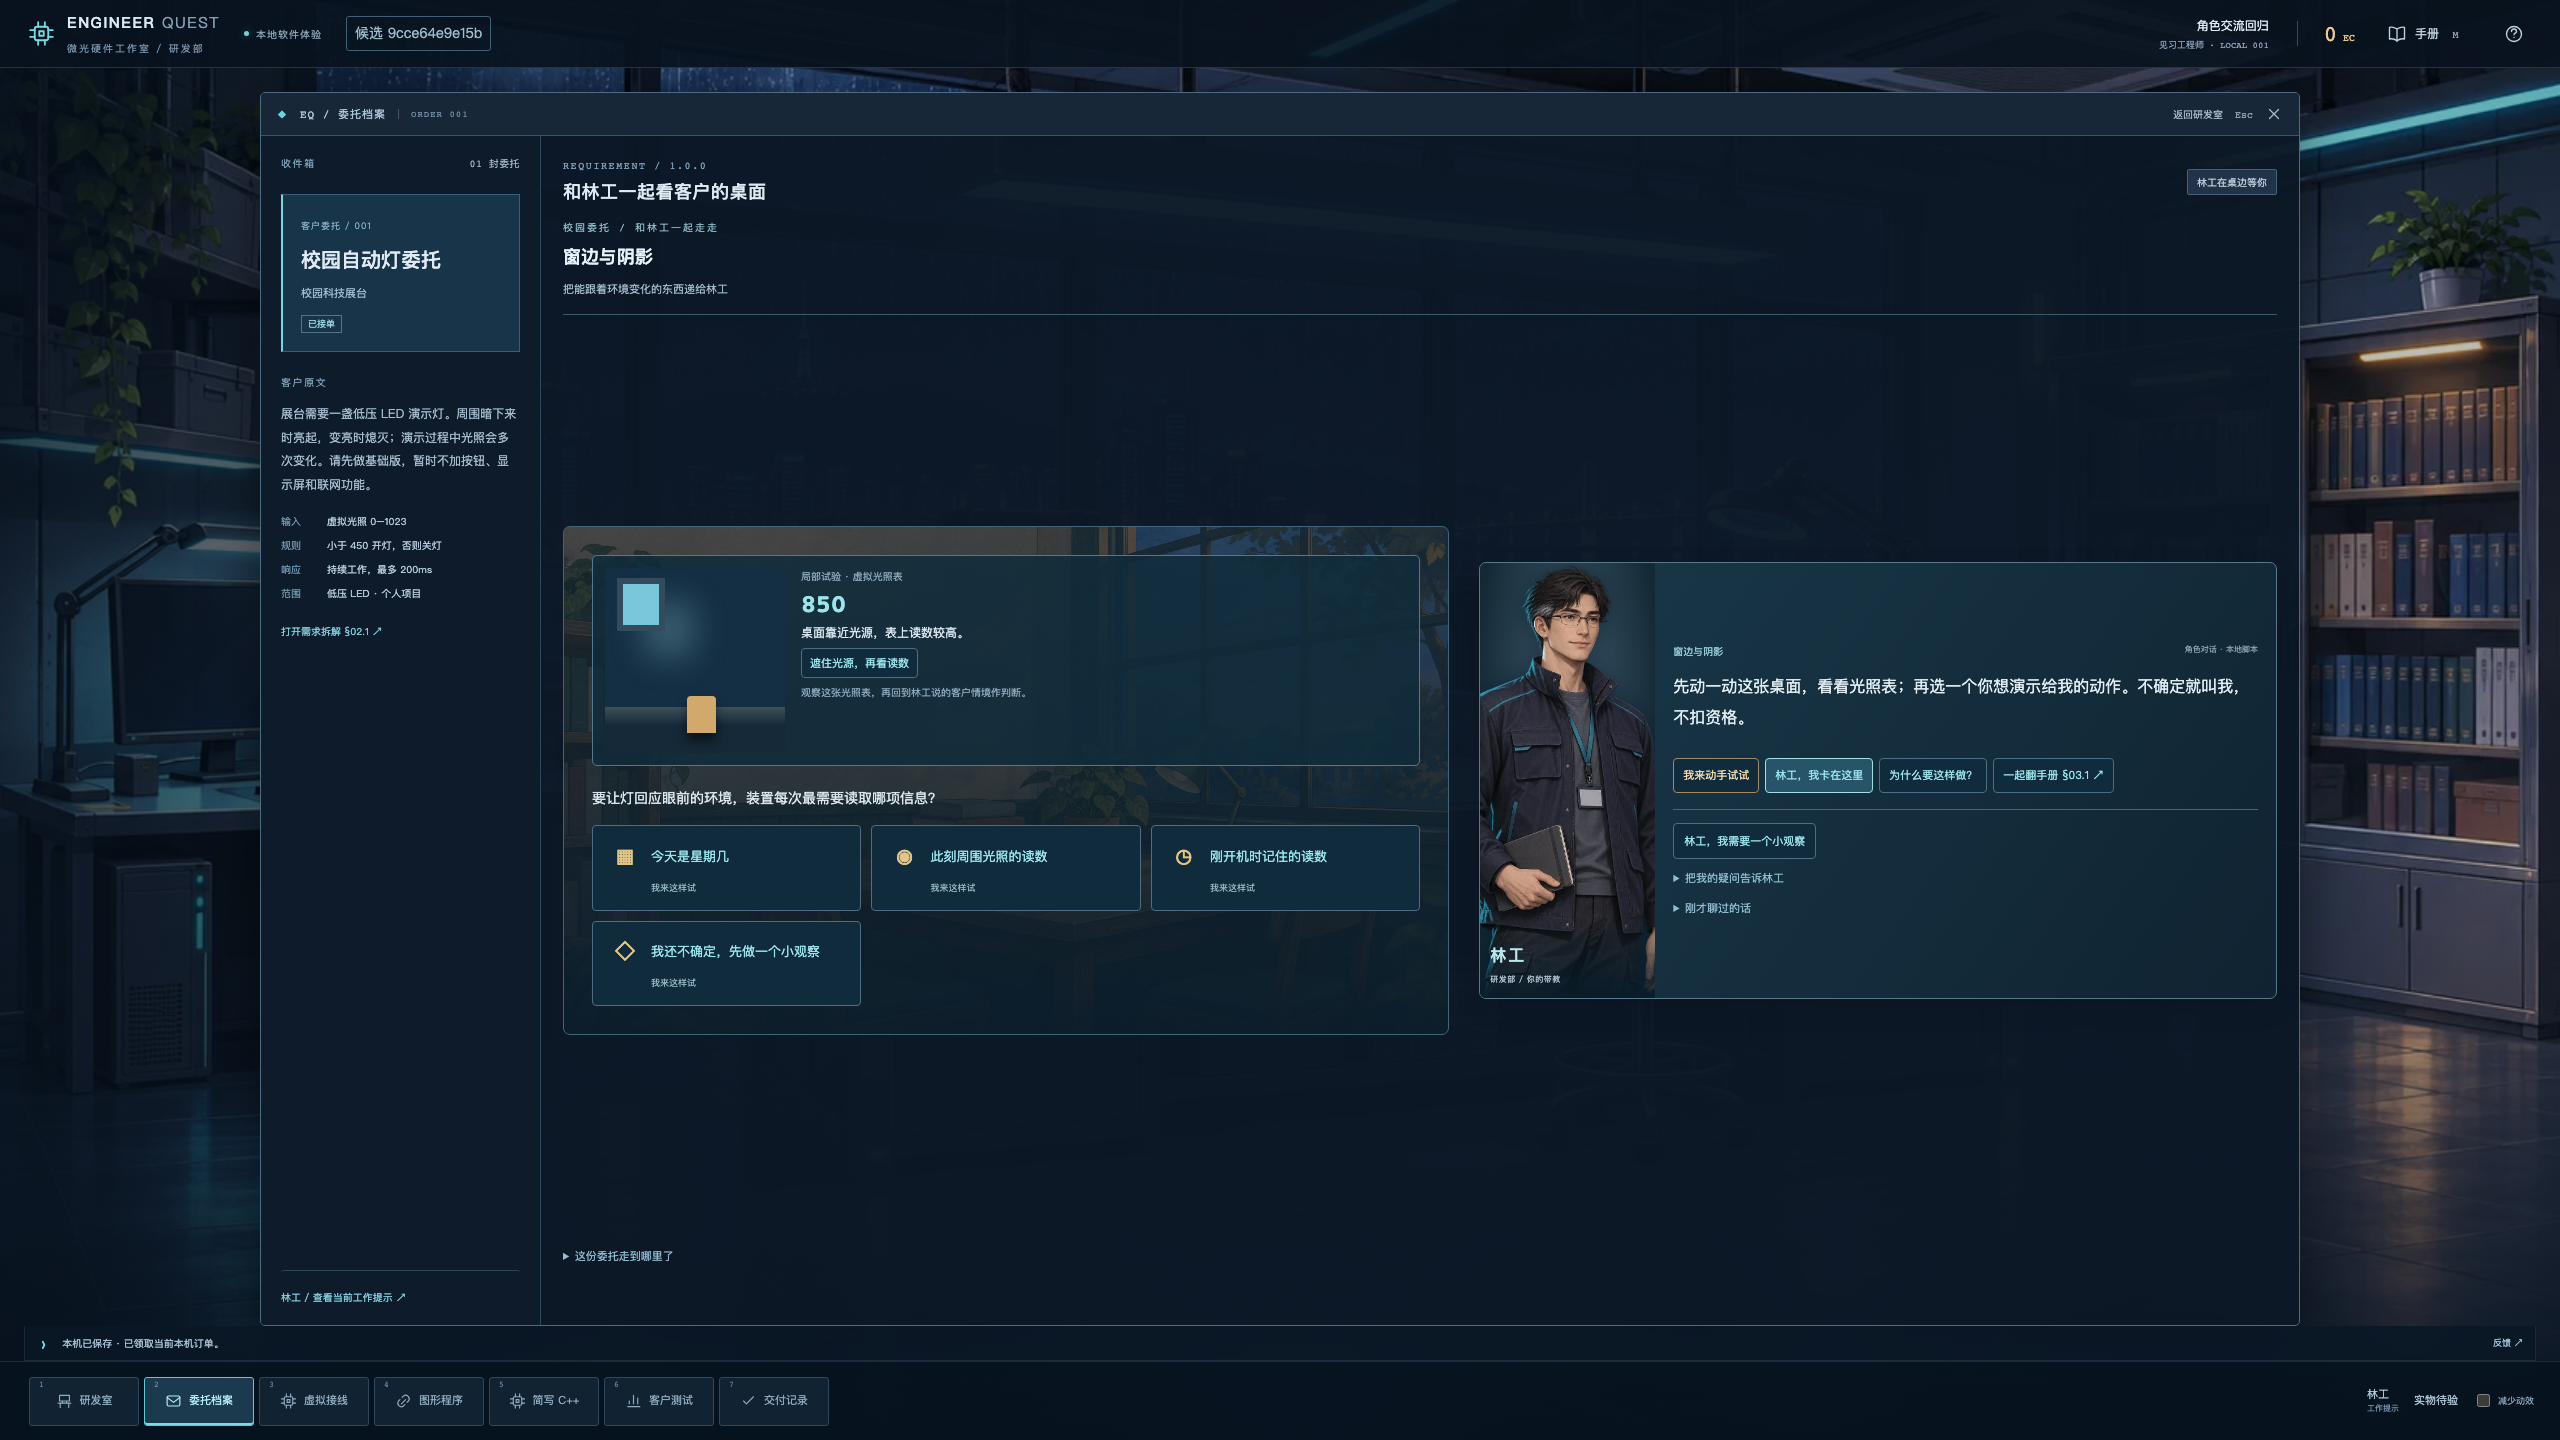 ENGINEER QUEST
微光硬件工作室 / 研发部
本地软件体验
候选 9cce64e9e15b
角色交流回归
见习工程师 · LOCAL 001
0 EC
手册 M
EQ / 委托档案
ORDER 001
返回研发室 Esc
收件箱
01 封委托
客户委托 / 001
校园自动灯委托
校园科技展台
已接单
客户原文
展台需要一盏低压 LED 演示灯。周围暗下来
时亮起，变亮时熄灭；演示过程中光照会多
次变化。请先做基础版，暂时不加按钮、显
示屏和联网功能。
输入 虚拟光照 0—1023
规则 小于 450 开灯，否则关灯
响应 持续工作，最多 200ms
范围 低压 LED · 个人项目
打开需求拆解 §02.1 ↗
林工 / 查看当前工作提示 ↗
REQUIREMENT / 1.0.0
和林工一起看客户的桌面
林工在桌边等你
校园委托 / 和林工一起走走
窗边与阴影
把能跟着环境变化的东西递给林工
局部试验 · 虚拟光照表
850
桌面靠近光源，表上读数较高。
遮住光源，再看读数
观察这张光照表，再回到林工说的客户情境作判断。
要让灯回应眼前的环境，装置每次最需要读取哪项信息？
今天是星期几
我来这样试
此刻周围光照的读数
我来这样试
刚开机时记住的读数
我来这样试
我还不确定，先做一个小观察
我来这样试
林工
研发部 / 你的带教
窗边与阴影
角色对话 · 本地脚本
先动一动这张桌面，看看光照表；再选一个你想演示给我的动作。不确定就叫我，
不扣资格。
我来动手试试
林工，我卡在这里
为什么要这样做？
一起翻手册 §03.1 ↗
林工，我需要一个小观察
把我的疑问告诉林工
刚才聊过的话
这份委托走到哪里了
本机已保存 · 已领取当前本机订单。
反馈 ↗
1 研发室
2 委托档案
3 虚拟接线
4 图形程序
5 简写 C++
6 客户测试
7 交付记录
林工
工作提示
实物待验
减少动效